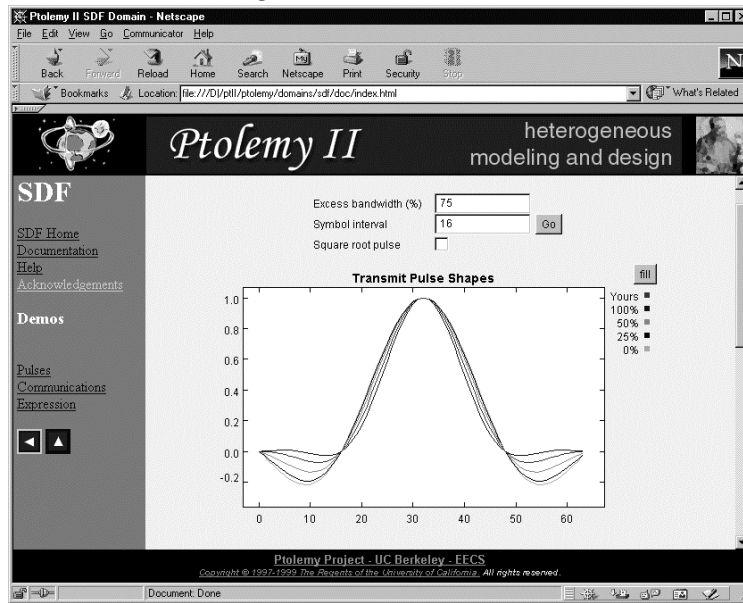 Ptolemy II SDF Domain - Netscape
File Edit View Go Communicator Help
Back Forward Reload Home Search Netscape Print Security Stop
Bookmarks Location: file:///D|/ptII/ptolemy/domains/sdf/doc/index.html What's Related
Ptolemy II heterogeneous
modeling and design
SDF
SDF Home
Documentation
Help
Acknowledgements
Demos
Pulses
Communications
Expression
Excess bandwidth (%) 75
Symbol interval 16 Go
Square root pulse
fill
Transmit Pulse Shapes
Yours
100%
50%
25%
0%
1.0
0.8
0.6
0.4
0.2
0.0
-0.2
0 10 20 30 40 50 60
Ptolemy Project - UC Berkeley - EECS
Copyright © 1997-1999 The Regents of the University of California. All rights reserved.
Document: Done